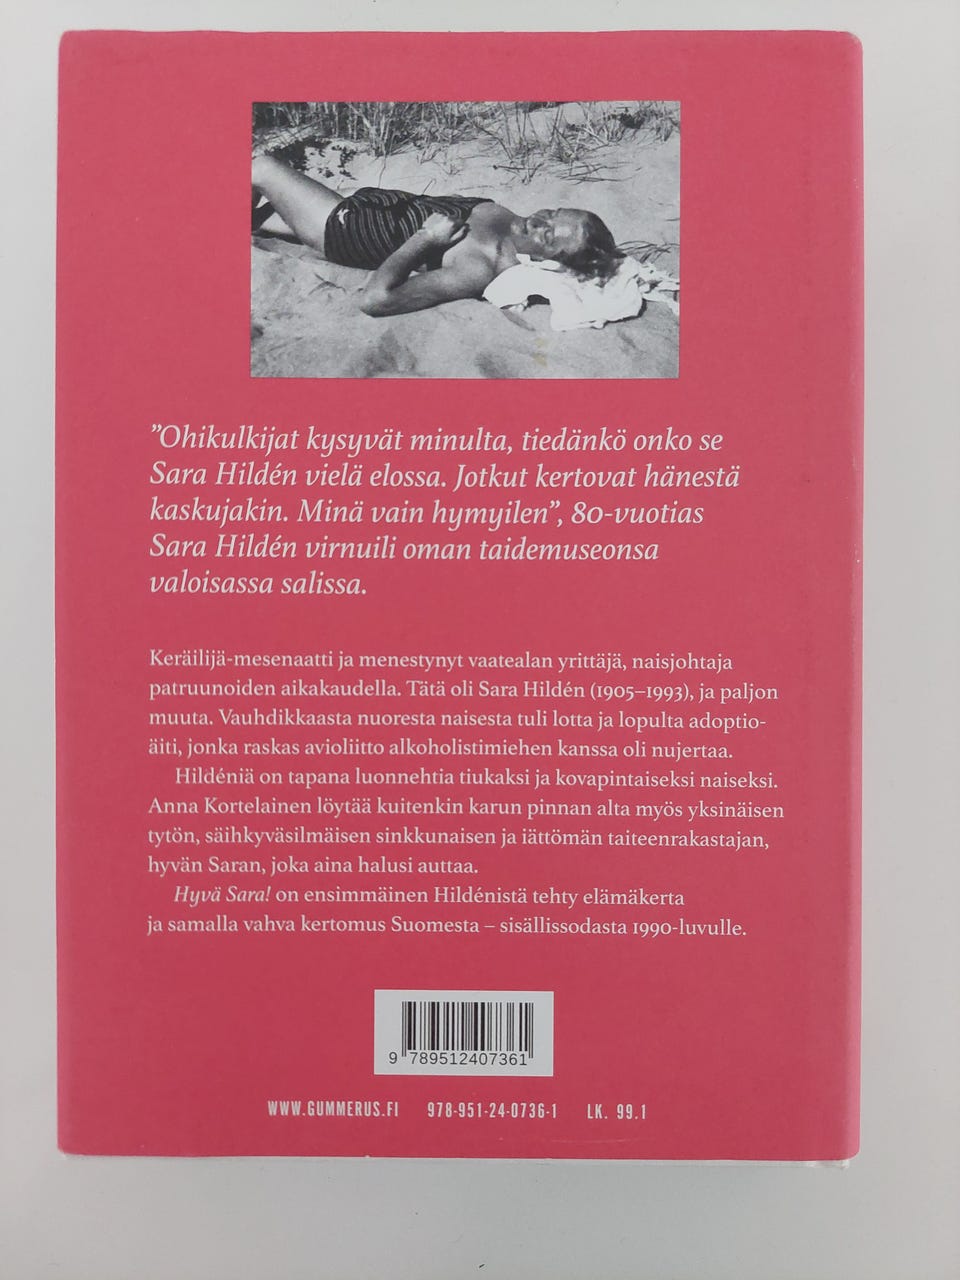 ”Ohikulkijat kysyvät minulta, tiedänkö onko se
Sara Hildén vielä elossa. Jotkut kertovat hänestä
kaskujakin. Minä vain hymyilen”, 80-vuotias
Sara Hildén virnuili oman taidemuseonsa
valoisassa salissa.
Keräilijä-mesenaatti ja menestynyt vaatealan yrittäjä, naisjohtaja
patruunoiden aikakaudella. Tätä oli Sara Hildén (1905–1993), ja paljon
muuta. Vauhdikkaasta nuoresta naisesta tuli lotta ja lopulta adoptio-
äiti, jonka raskas avioliitto alkoholistimiehen kanssa oli nujertaa.
Hildéniä on tapana luonnehtia tiukaksi ja kovapintaiseksi naiseksi.
Anna Kortelainen löytää kuitenkin karun pinnan alta myös yksinäisen
tytön, säihkyväsilmäisen sinkkunaisen ja iättömän taiteenrakastajan,
hyvän Saran, joka aina halusi auttaa.
Hyvä Sara! on ensimmäinen Hildénistä tehty elämäkerta
ja samalla vahva kertomus Suomesta – sisällissodasta 1990-luvulle.
9 789512407361
WWW.GUMMERUS.FI 978-951-24-0736-1 LK. 99.1